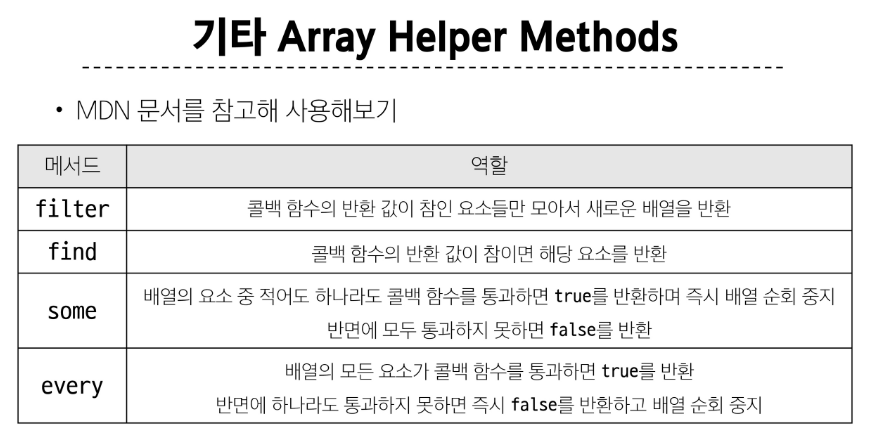 기타 Array Helper Methods
• MDN 문서를 참고해 사용해보기
메서드 역할
filter 콜백 함수의 반환 값이 참인 요소들만 모아서 새로운 배열을 반환
find 콜백 함수의 반환 값이 참이면 해당 요소를 반환
some 배열의 요소 중 적어도 하나라도 콜백 함수를 통과하면 true를 반환하며 즉시 배열 순회 중지
반면에 모두 통과하지 못하면 false를 반환
every 배열의 모든 요소가 콜백 함수를 통과하면 true를 반환
반면에 하나라도 통과하지 못하면 즉시 false를 반환하고 배열 순회 중지